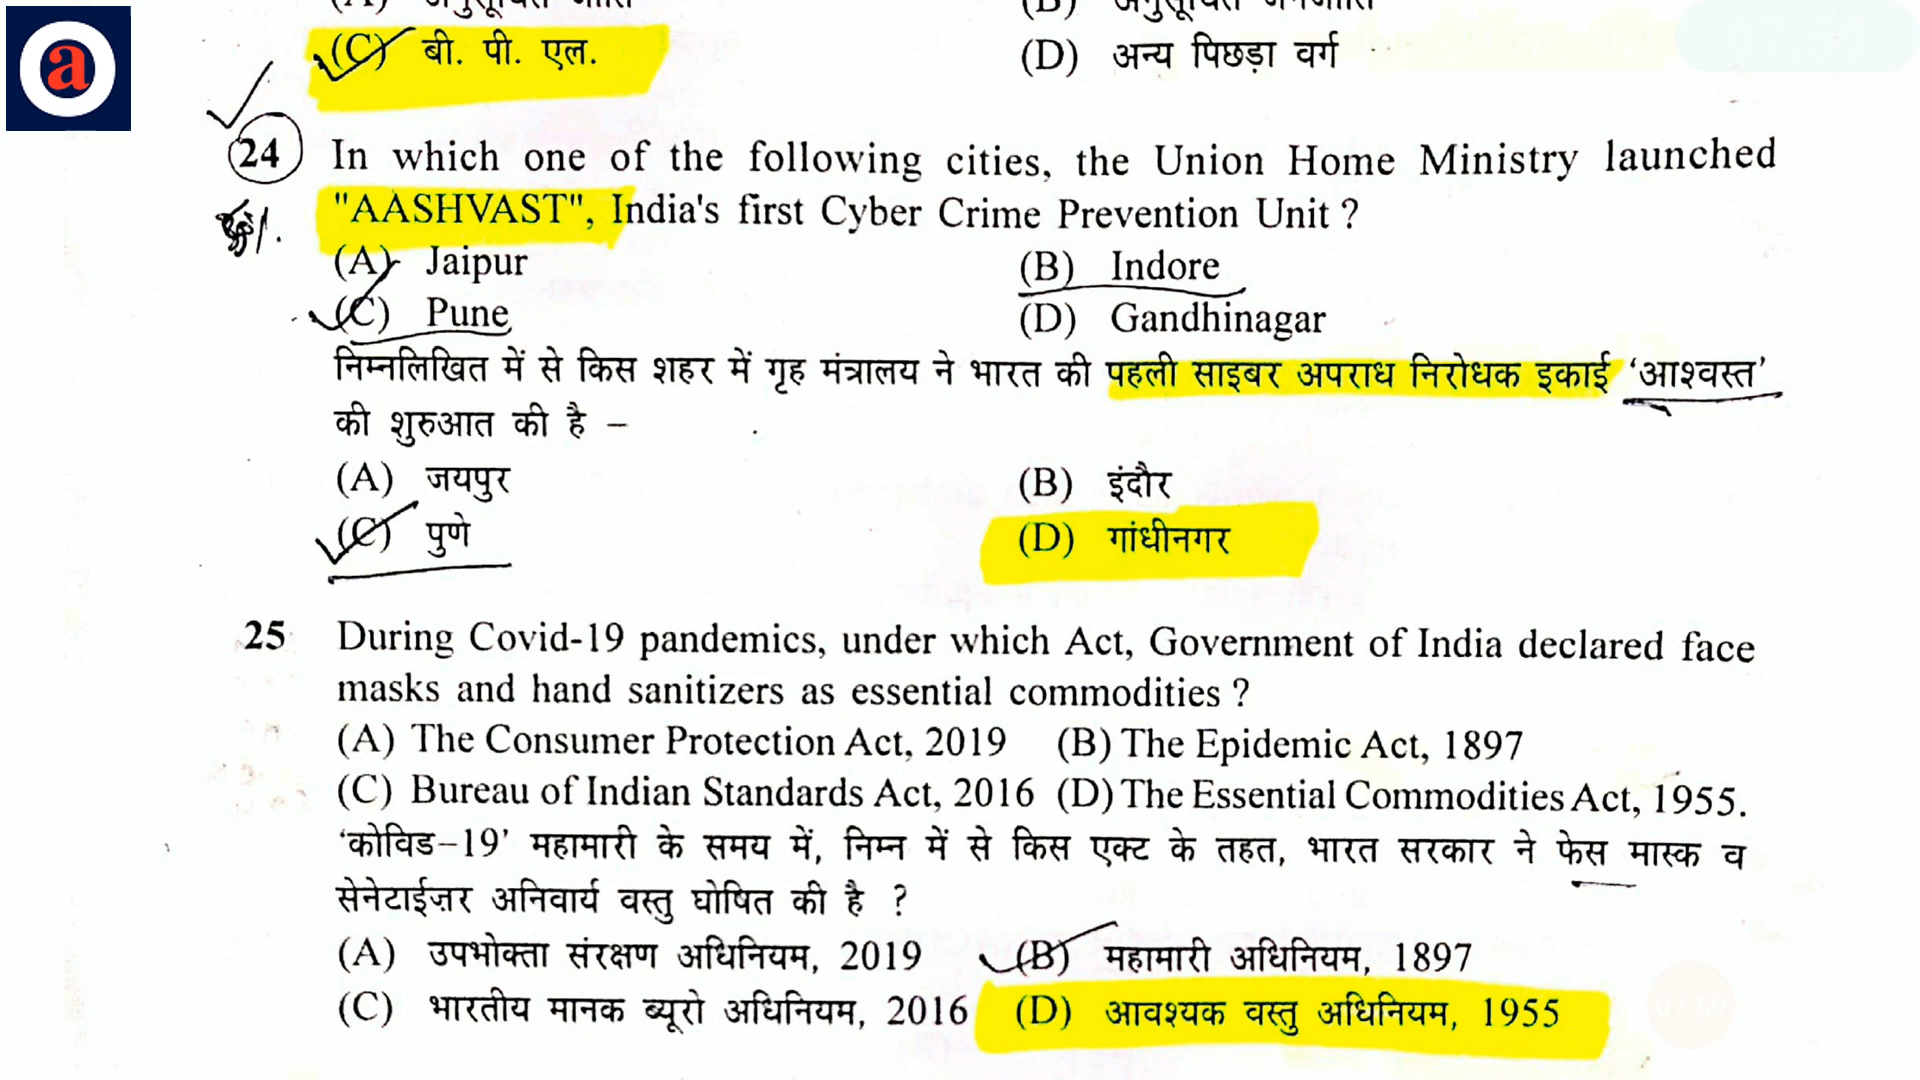 a
(A) अनुसूचित जाति (B) अनुसूचित जनजाति
(C) बी. पी. एल. (D) अन्य पिछड़ा वर्ग
24 In which one of the following cities, the Union Home Ministry launched
"AASHVAST", India's first Cyber Crime Prevention Unit ?
(A) Jaipur (B) Indore
(C) Pune (D) Gandhinagar
निम्नलिखित में से किस शहर में गृह मंत्रालय ने भारत की पहली साइबर अपराध निरोधक इकाई ‘आश्वस्त’
की शुरुआत की है –
(A) जयपुर (B) इंदौर
(C) पुणे (D) गांधीनगर
25 During Covid-19 pandemics, under which Act, Government of India declared face
masks and hand sanitizers as essential commodities ?
(A) The Consumer Protection Act, 2019 (B) The Epidemic Act, 1897
(C) Bureau of Indian Standards Act, 2016 (D) The Essential Commodities Act, 1955.
‘कोविड–19’ महामारी के समय में, निम्न में से किस एक्ट के तहत, भारत सरकार ने फेस मास्क व
सेनेटाईज़र अनिवार्य वस्तु घोषित की है ?
(A) उपभोक्ता संरक्षण अधिनियम, 2019 (B) महामारी अधिनियम, 1897
(C) भारतीय मानक ब्यूरो अधिनियम, 2016 (D) आवश्यक वस्तु अधिनियम, 1955